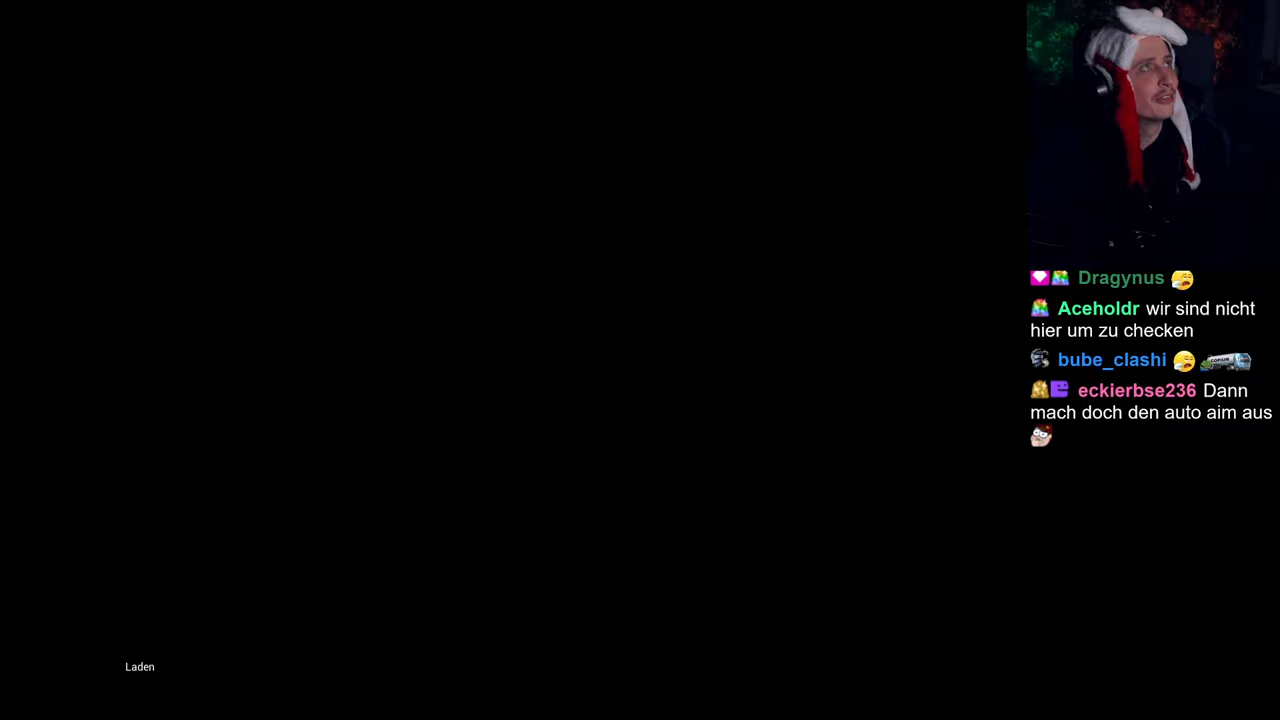 Dragynus
Aceholdr wir sind nicht
hier um zu checken
bube_clashi
eckierbse236 Dann
mach doch den auto aim aus
Laden